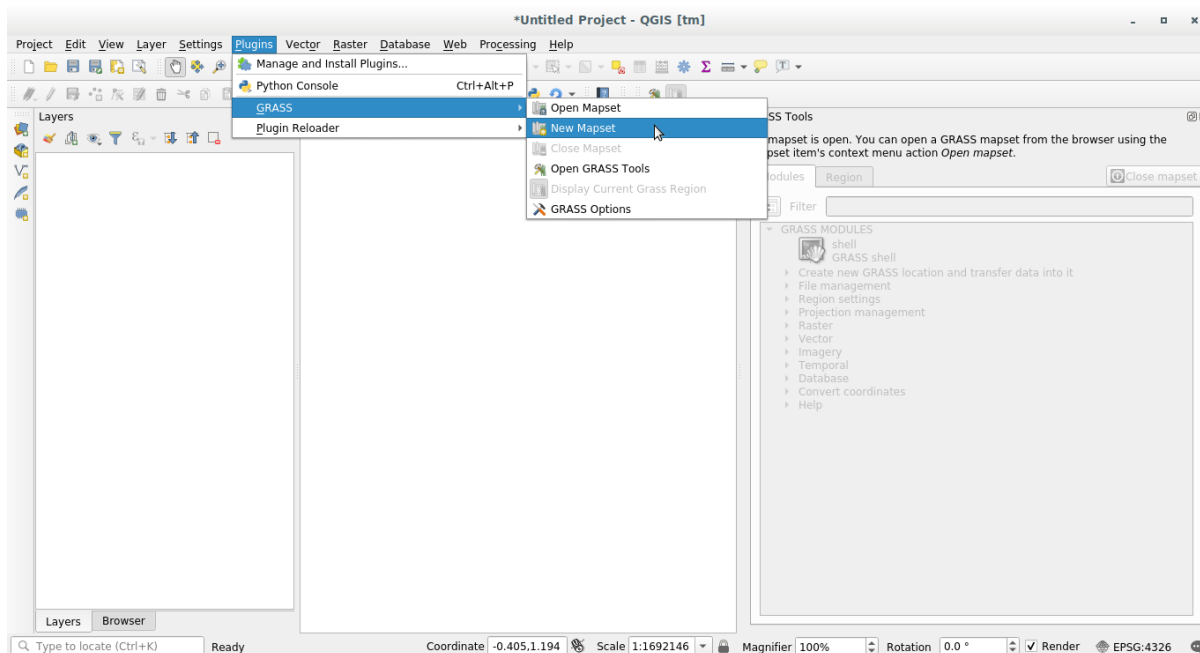 *Untitled Project - QGIS [tm]
Project Edit View Layer Settings Plugins Vector Raster Database Web Processing Help
Manage and Install Plugins...
Python Console Ctrl+Alt+P
GRASS
Plugin Reloader
Open Mapset
New Mapset
Close Mapset
Open GRASS Tools
Display Current Grass Region
GRASS Options
Layers
SS Tools
mapset is open. You can open a GRASS mapset from the browser using the
pset item's context menu action Open mapset.
odules Region Close mapset
Filter
GRASS MODULES
shell
GRASS shell
Create new GRASS location and transfer data into it
File management
Region settings
Projection management
Raster
Vector
Imagery
Temporal
Database
Convert coordinates
Help
Layers Browser
Type to locate (Ctrl+K) Ready Coordinate -0.405,1.194 Scale 1:1692146 Magnifier 100% Rotation 0.0 ° Render EPSG:4326